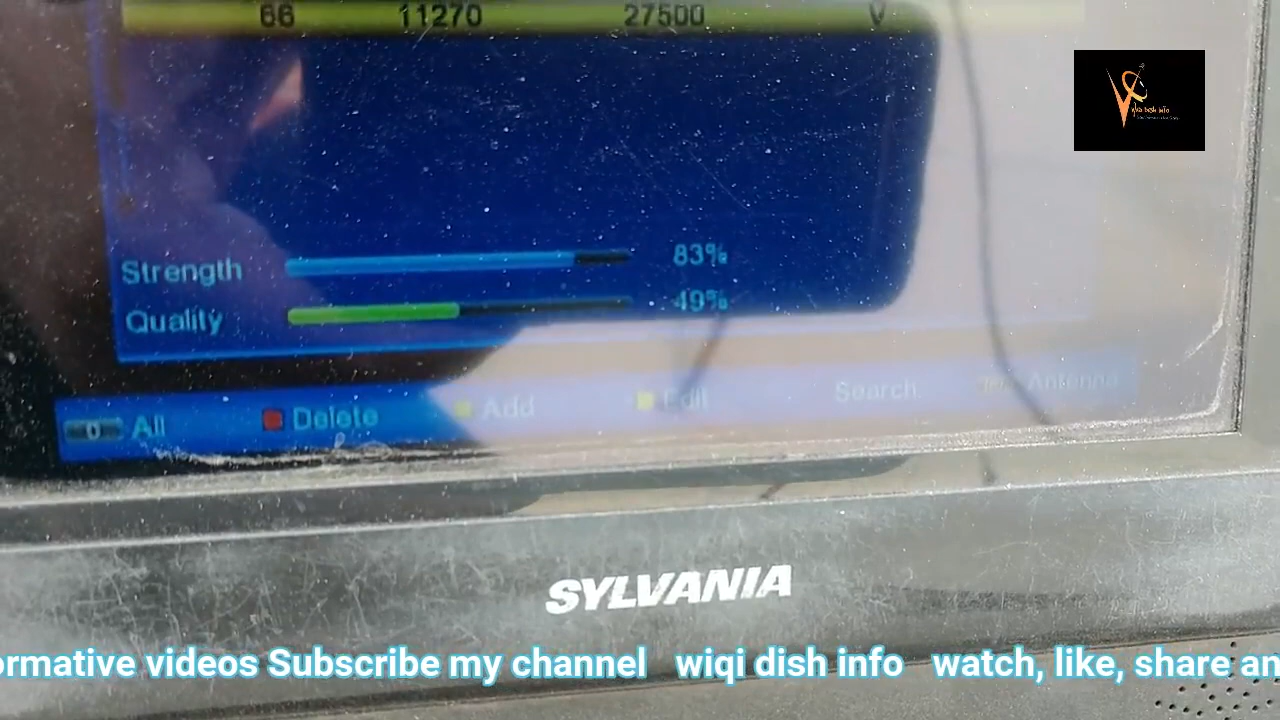 66 11270 27500 V
Strength 83%
Quality 49%
0 All Delete Add Edit Search Antenna
SYLVANIA
ormative videos Subscribe my channel wiqi dish info watch, like, share an